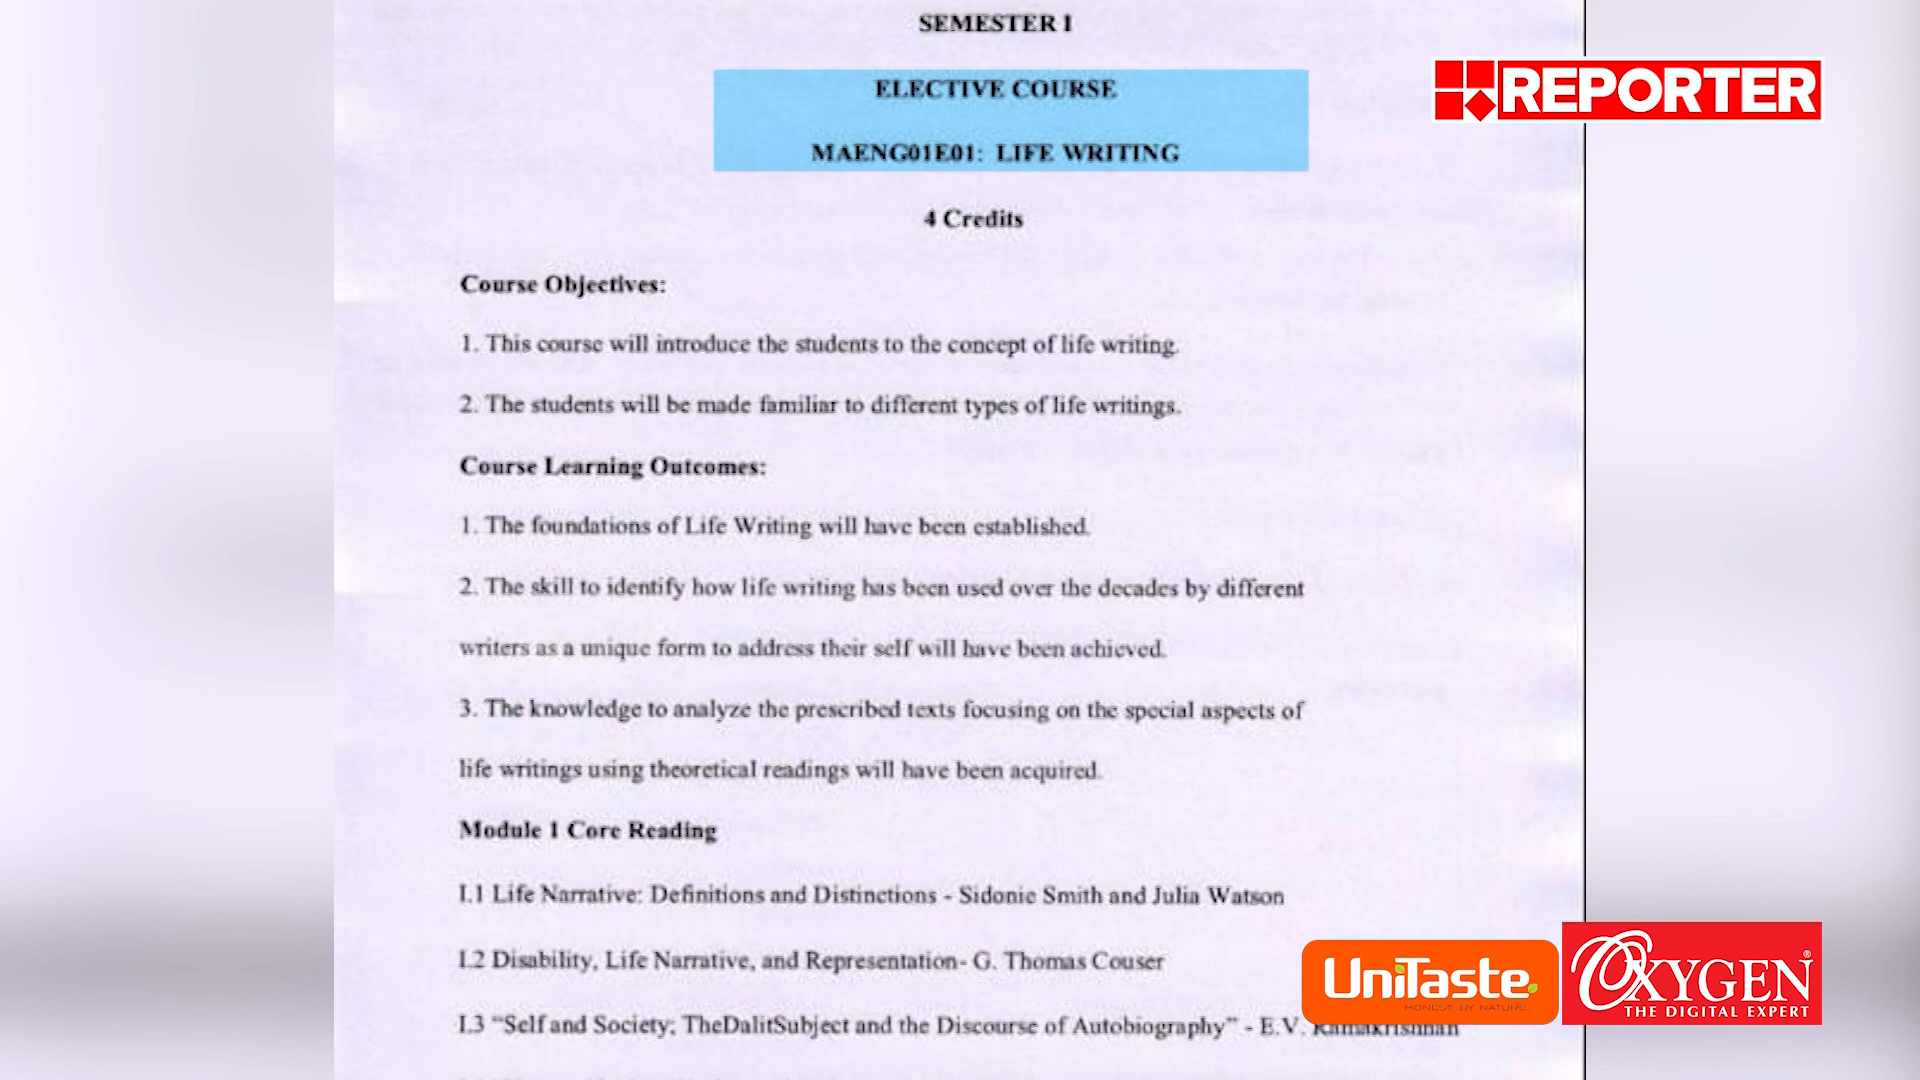 SEMESTER I
ELECTIVE COURSE
MAENG01E01: LIFE WRITING
REPORTER
4 Credits
Course Objectives:
1. This course will introduce the students to the concept of life writing.
2. The students will be made familiar to different types of life writings.
Course Learning Outcomes:
1. The foundations of Life Writing will have been established.
2. The skill to identify how life writing has been used over the decades by different
writers as a unique form to address their self will have been achieved.
3. The knowledge to analyze the prescribed texts focusing on the special aspects of
life writings using theoretical readings will have been acquired.
Module 1 Core Reading
I.1 Life Narrative: Definitions and Distinctions - Sidonie Smith and Julia Watson
I.2 Disability, Life Narrative, and Representation- G. Thomas Couser
I.3 “Self and Society; TheDalitSubject and the Discourse of Autobiography” - E.V. Ramakrishnan
UniTaste
HONEST. BY NATURE.
OXYGEN®
THE DIGITAL EXPERT